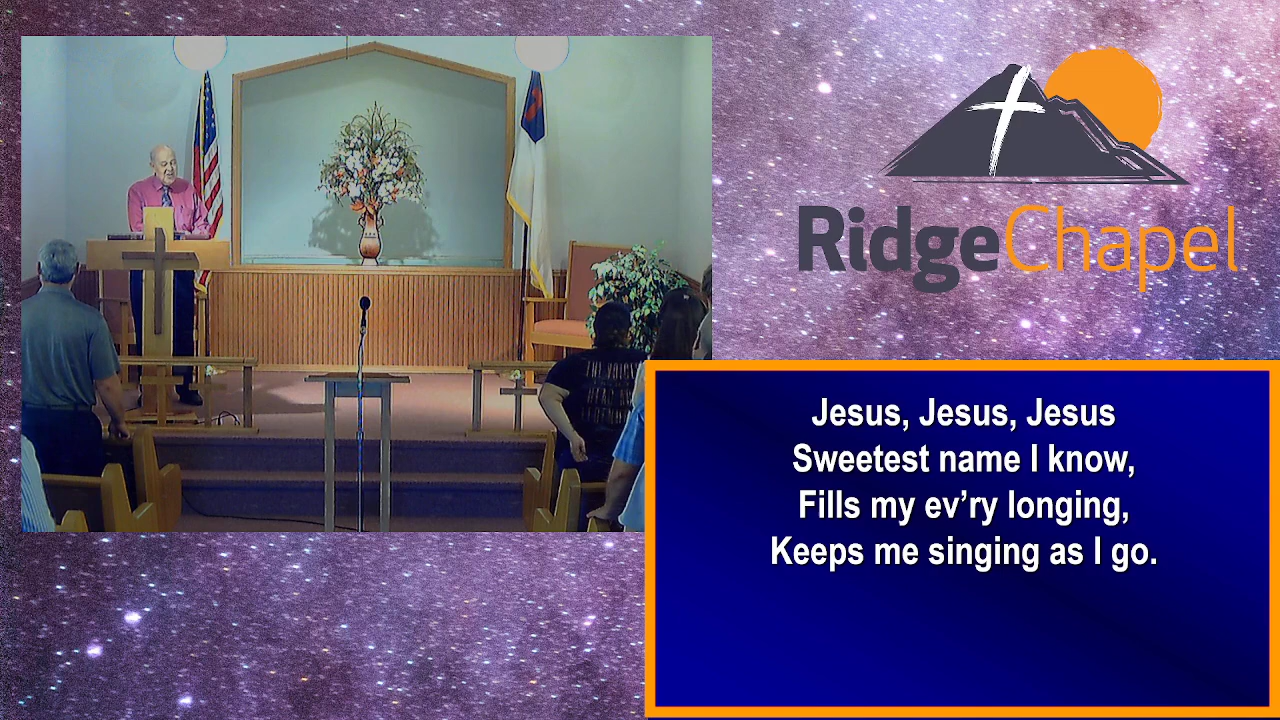 RidgeChapel
Jesus, Jesus, Jesus
Sweetest name I know,
Fills my ev’ry longing,
Keeps me singing as I go.